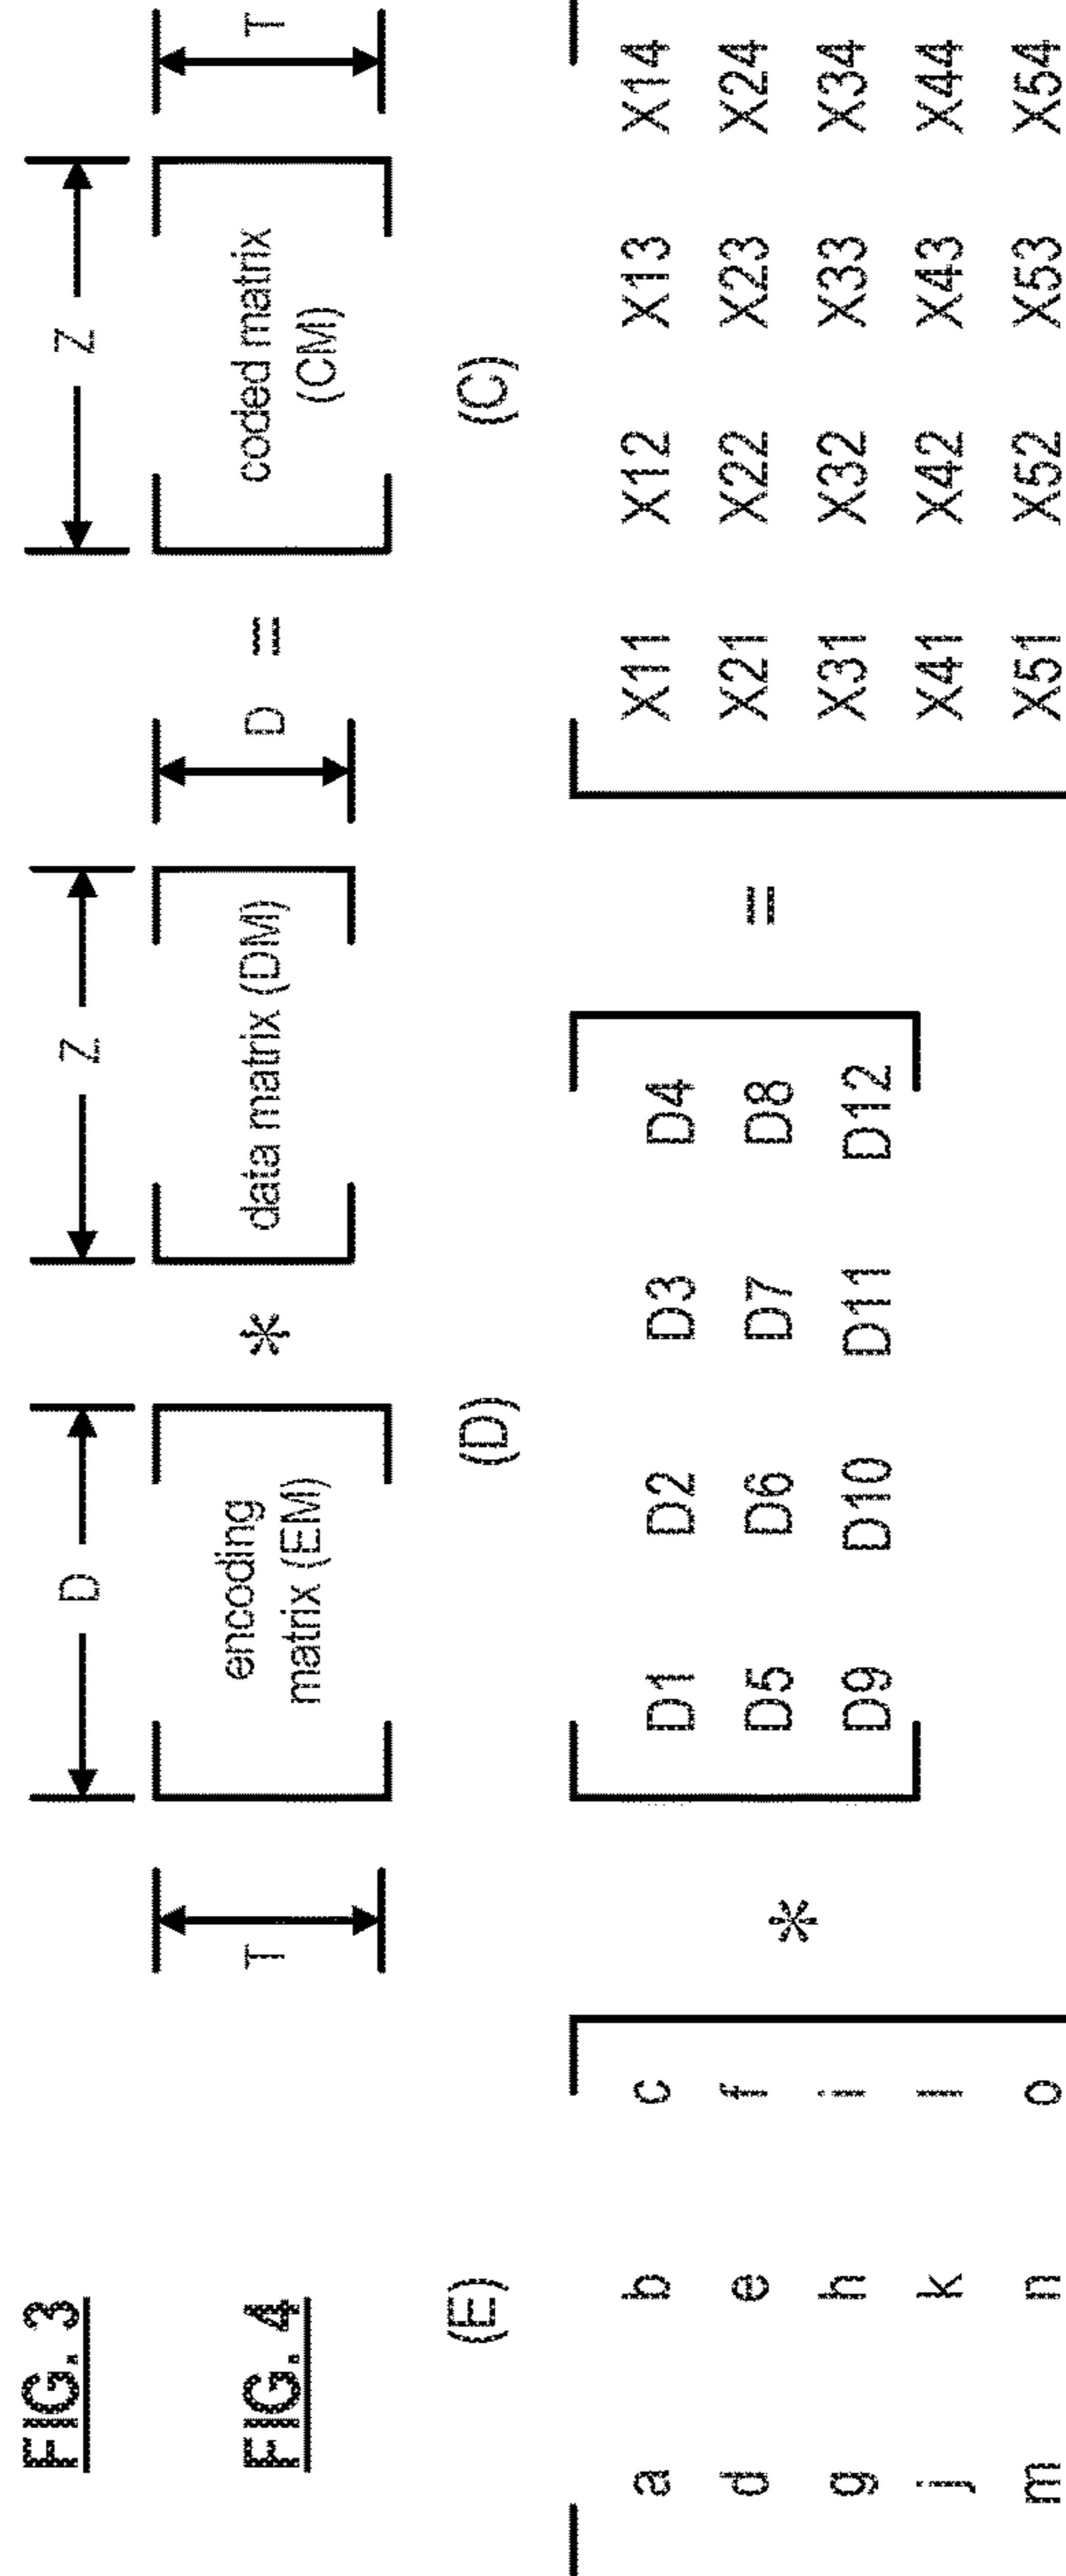 FIG. 3
D
Z
Z
T
encoding
matrix (EM)
*
data matrix (DM)
D
=
coded matrix
(CM)
T
FIG. 4
(E)
(D)
(C)
a b c
d e f
g h i
j k l
m n o
*
D1 D2 D3 D4
D5 D6 D7 D8
D9 D10 D11 D12
=
X11 X12 X13 X14
X21 X22 X23 X24
X31 X32 X33 X34
X41 X42 X43 X44
X51 X52 X53 X54